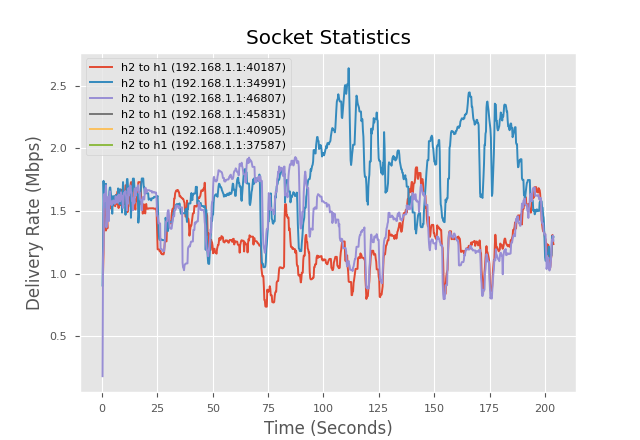 Socket Statistics
h2 to h1 (192.168.1.1:40187)
h2 to h1 (192.168.1.1:34991)
h2 to h1 (192.168.1.1:46807)
h2 to h1 (192.168.1.1:45831)
h2 to h1 (192.168.1.1:40905)
h2 to h1 (192.168.1.1:37587)
Delivery Rate (Mbps)
2.5
2.0
1.5
1.0
0.5
0 25 50 75 100 125 150 175 200
Time (Seconds)